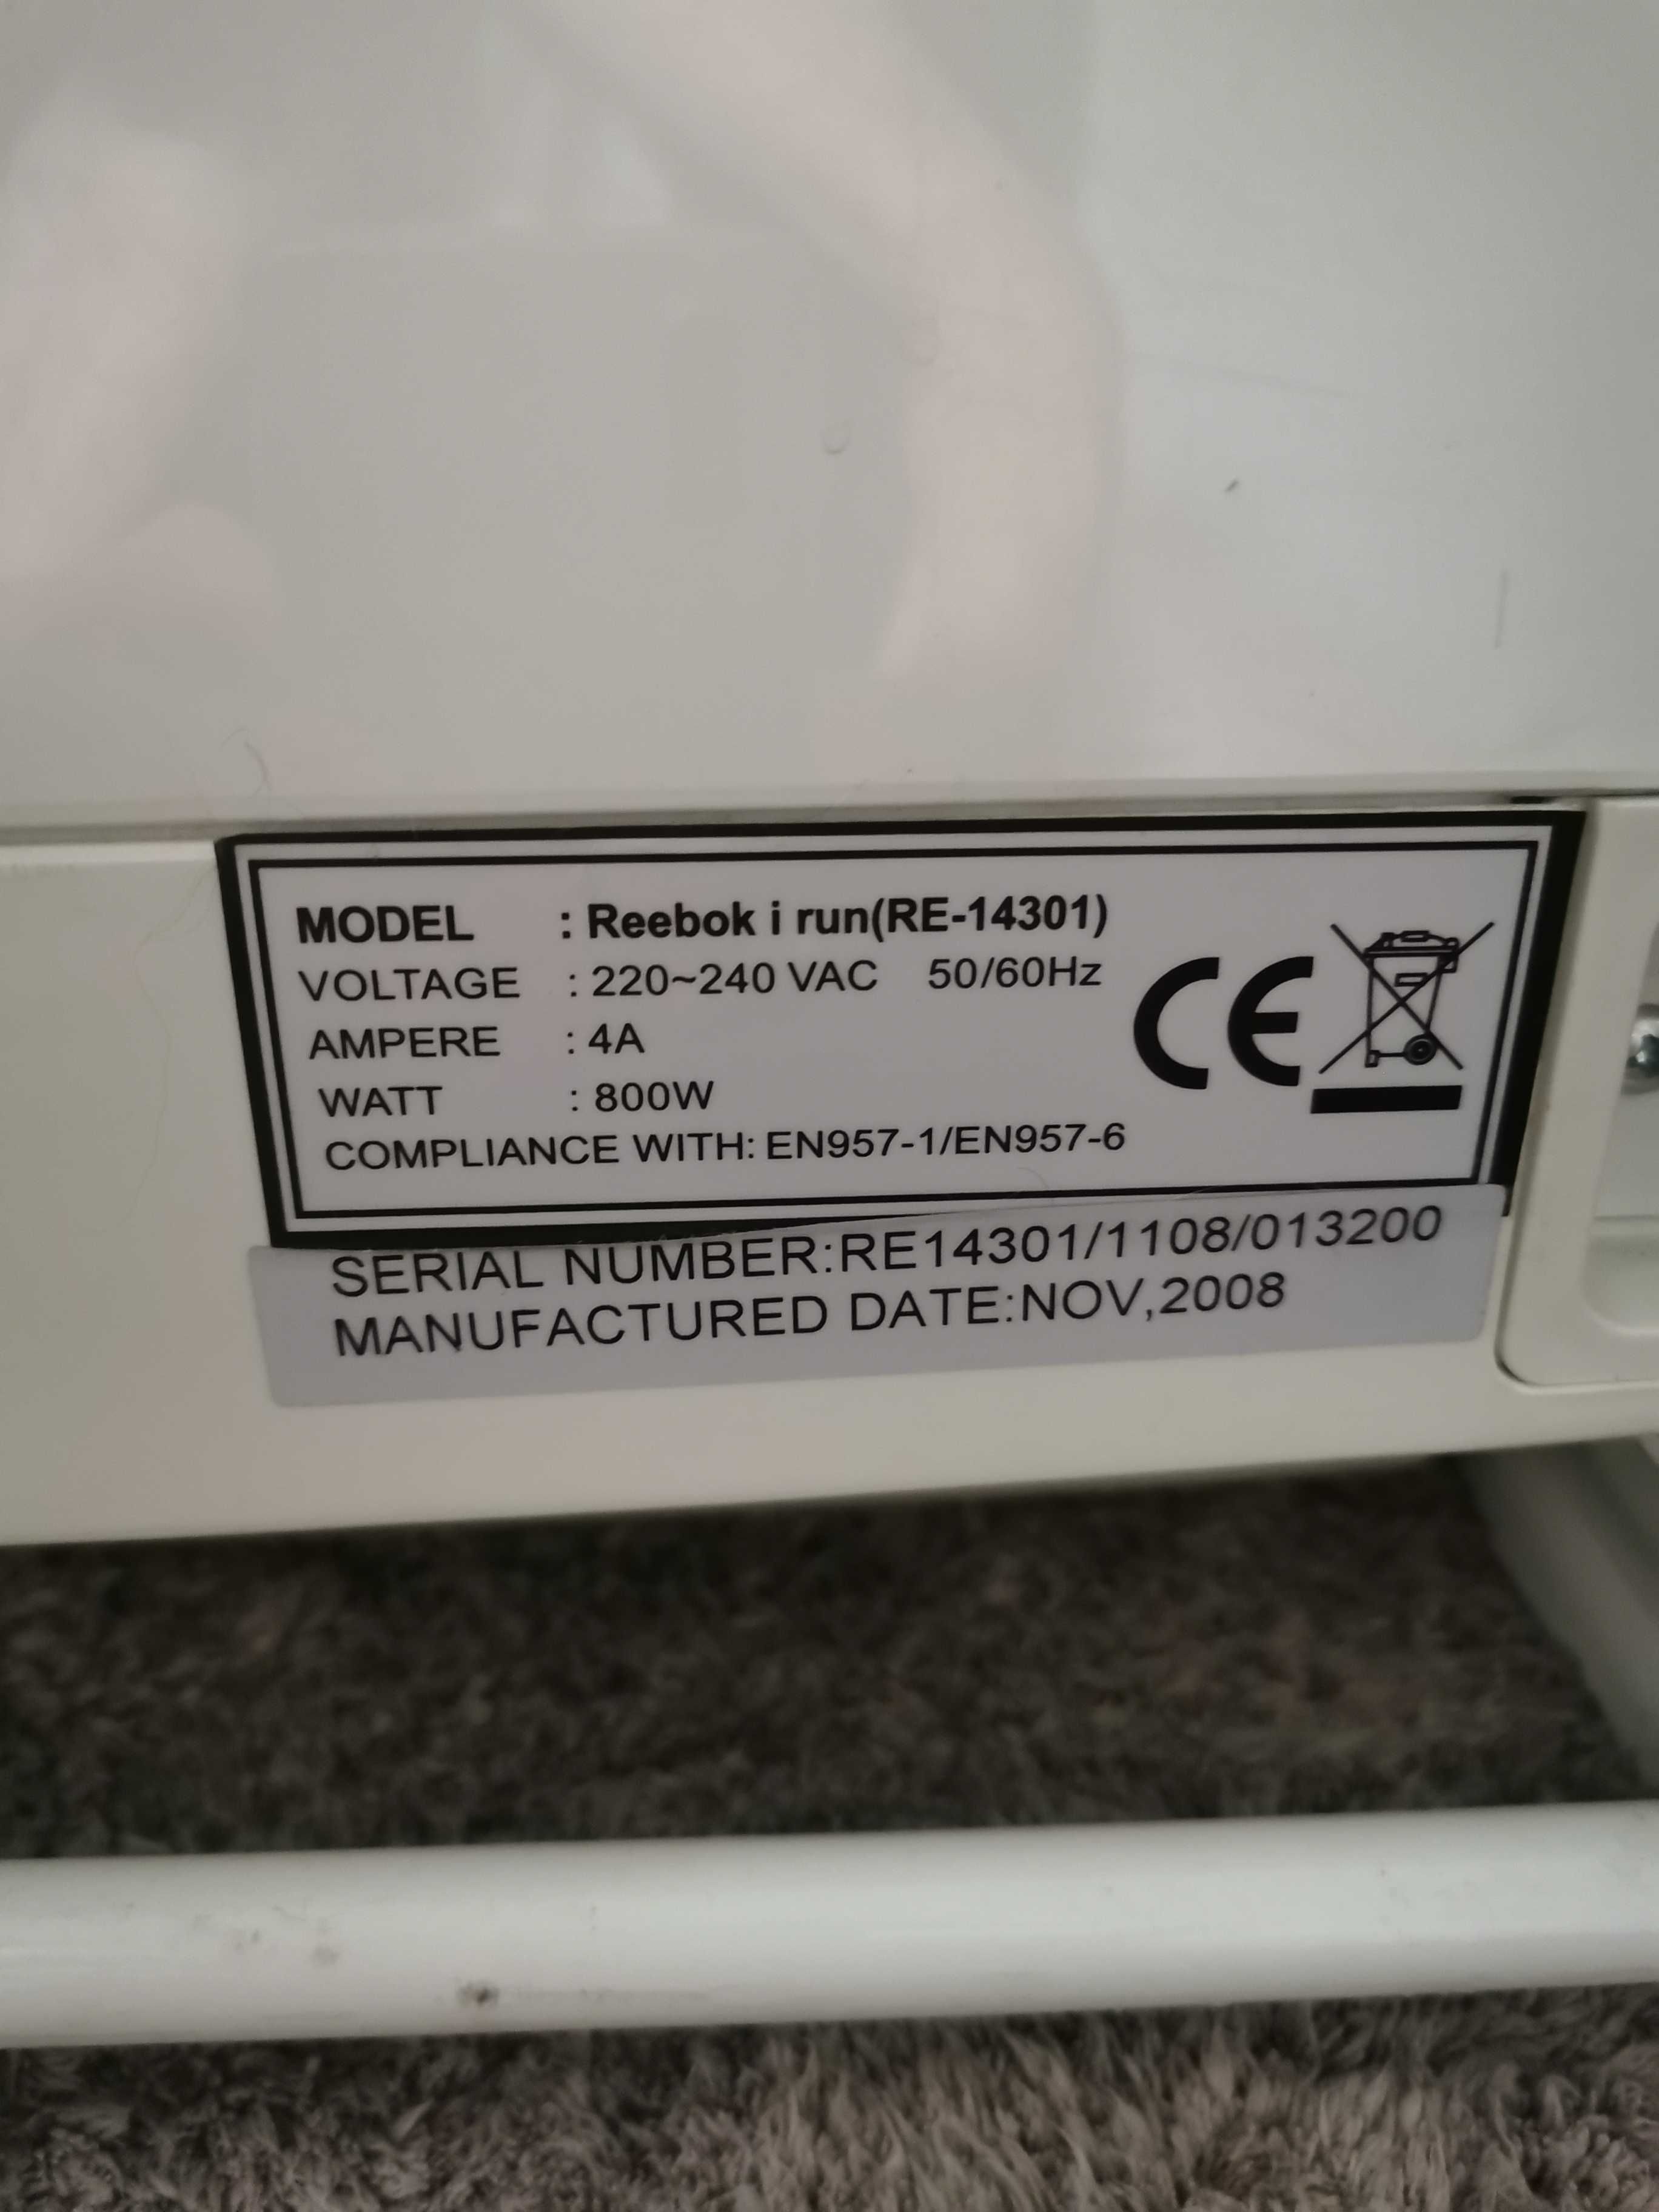 MODEL : Reebok i run(RE-14301)
VOLTAGE : 220~240 VAC 50/60Hz
AMPERE : 4A
WATT : 800W
COMPLIANCE WITH: EN957-1/EN957-6
CE
SERIAL NUMBER:RE14301/1108/013200
MANUFACTURED DATE:NOV,2008